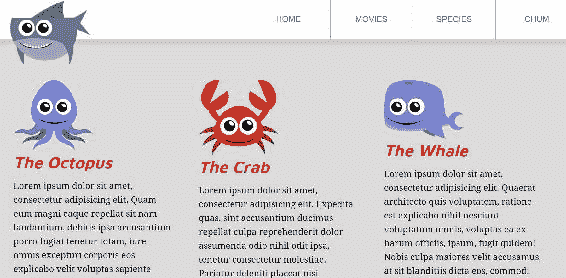 HOME MOVIES SPECIES CHUM
The Octopus
Lorem ipsum dolor sit amet,
consectetur adipisicing elit. Quam
cum magni eaque repellat sit nam
laudantium, debitis ipsa accusantium
porro fugiat tenetur totam, iure
omnis excepturi corporis eos
explicabo velit voluptas sapiente
The Crab
Lorem ipsum dolor sit amet,
consectetur adipisicing elit. Expedita
quas, sint accusantium ducimus
repellat culpa reprehenderit dolor
assumenda odio nihil odit ipsa,
tenetur consectetur molestiae.
Pariatur deleniti placeat nisi
The Whale
Lorem ipsum dolor sit amet,
consectetur adipisicing elit. Quaerat
architecto quis voluptatem, ratione
est explicabo nihil nesciunt
voluptatum omnis, voluptas ea ex
harum officiis, ipsum, fugit quidem!
Nobis culpa maiores velit accusamus
at sit blanditiis dicta eos, commodi